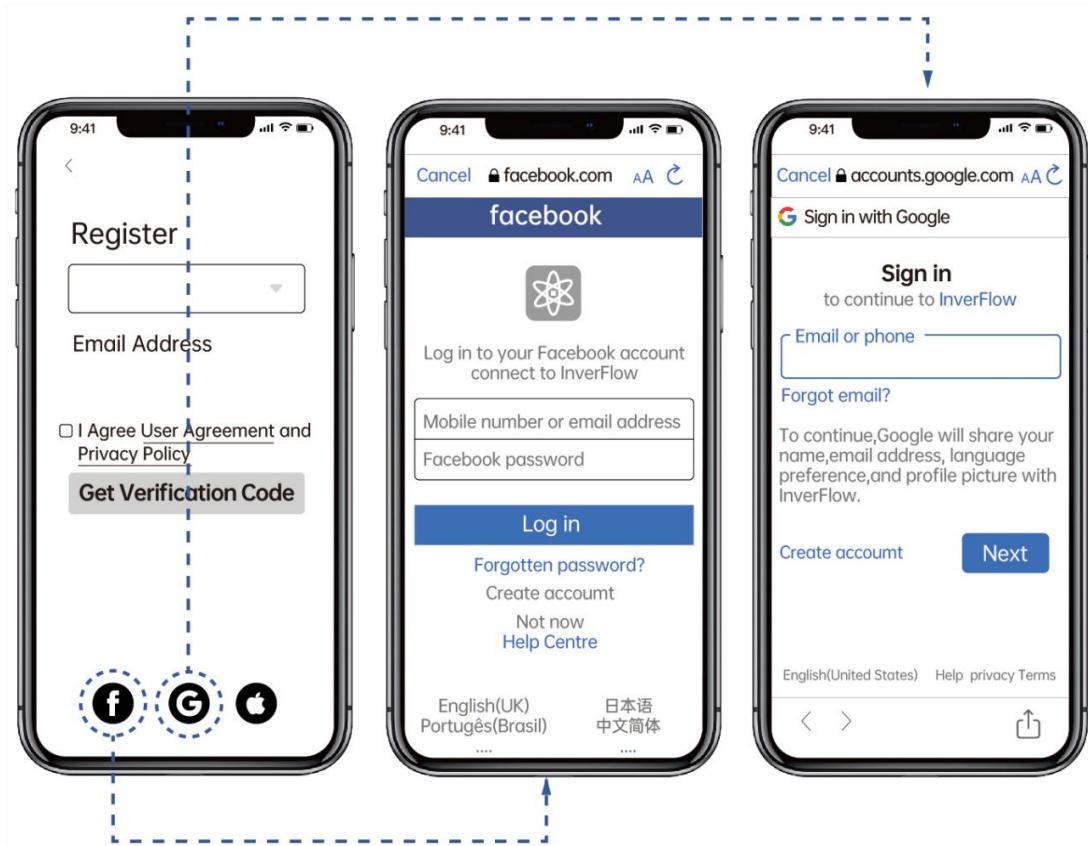 9:41
Register
Email Address
I Agree User Agreement and
Privacy Policy
Get Verification Code
f G
9:41
Cancel facebook.com AA
facebook
Log in to your Facebook account
connect to InverFlow
Mobile number or email address
Facebook password
Log in
Forgotten password?
Create accoumt
Not now
Help Centre
English(UK) 日本语
Portugês(Brasil) 中文简体
....  ....
9:41
Cancel accounts.google.com AA
G Sign in with Google
Sign in
to continue to InverFlow
Email or phone
Forgot email?
To continue,Google will share your
name,email address, language
preference,and profile picture with
InverFlow.
Create accoumt Next
English(United States) Help privacy Terms